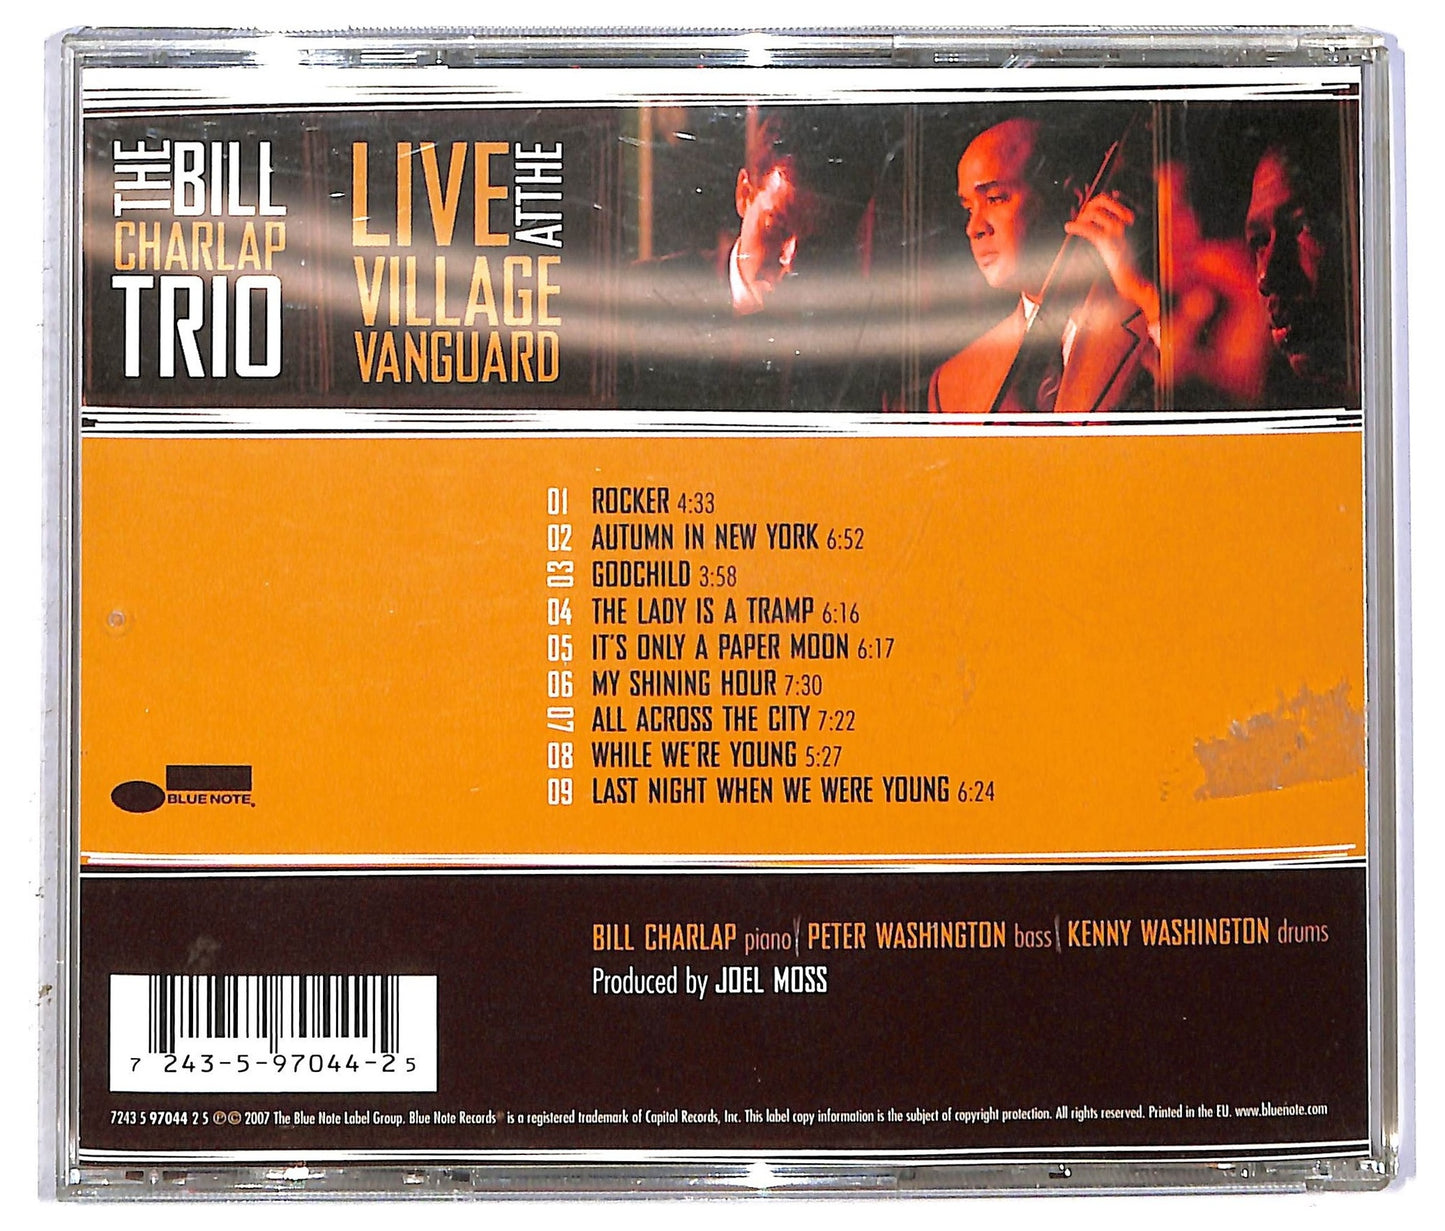 THE BILL
CHARLAP
TRIO
LIVE AT THE
VILLAGE
VANGUARD
01 ROCKER 4:33
02 AUTUMN IN NEW YORK 6:52
03 GODCHILD 3:58
04 THE LADY IS A TRAMP 6:16
05 IT'S ONLY A PAPER MOON 6:17
06 MY SHINING HOUR 7:30
07 ALL ACROSS THE CITY 7:22
08 WHILE WE'RE YOUNG 5:27
09 LAST NIGHT WHEN WE WERE YOUNG 6:24
BLUE NOTE®
BILL CHARLAP piano / PETER WASHINGTON bass \ KENNY WASHINGTON drums
Produced by JOEL MOSS
7 243-5-97044-2 5
7243 5 97044 2 5 ℗© 2007 The Blue Note Label Group. Blue Note Records® is a registered trademark of Capitol Records, Inc. This label copy information is the subject of copyright protection. All rights reserved. Printed in the EU. www.bluenote.com